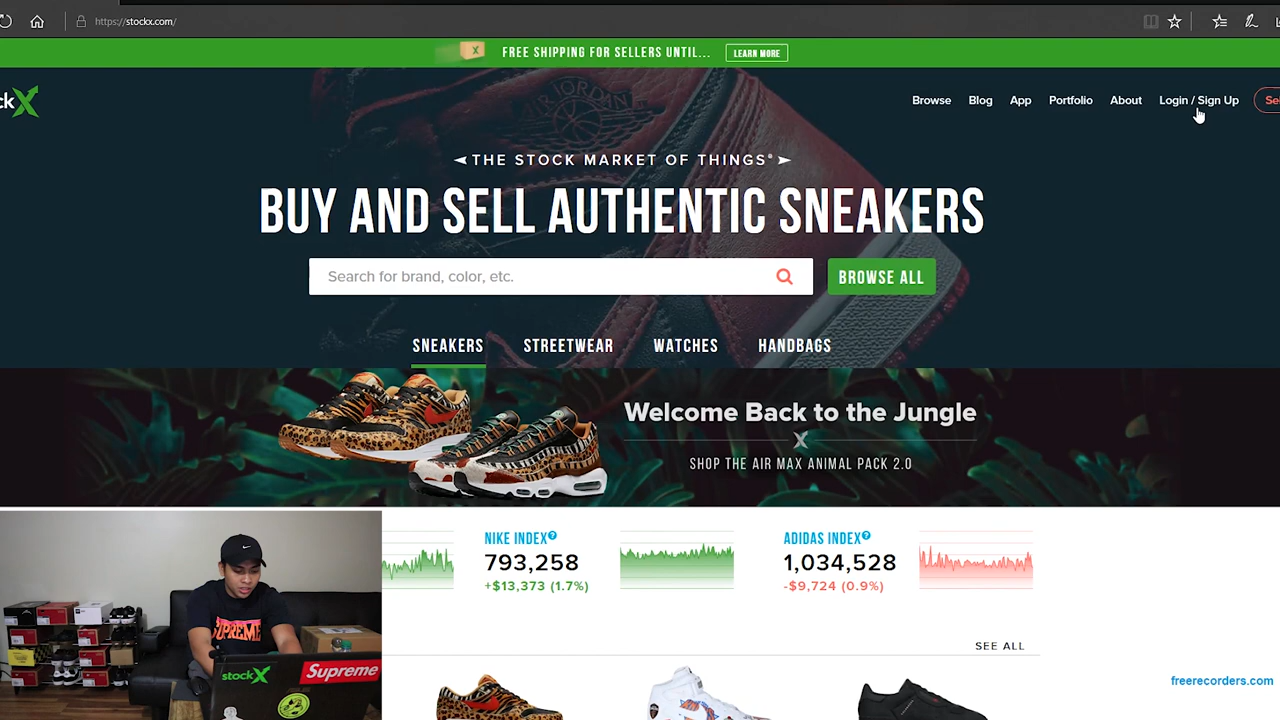 https://stockx.com/
FREE SHIPPING FOR SELLERS UNTIL... LEARN MORE
ckX
Browse Blog App Portfolio About Login / Sign Up Se
THE STOCK MARKET OF THINGS®
BUY AND SELL AUTHENTIC SNEAKERS
Search for brand, color, etc. BROWSE ALL
SNEAKERS STREETWEAR WATCHES HANDBAGS
Welcome Back to the Jungle
X
SHOP THE AIR MAX ANIMAL PACK 2.0
NIKE INDEX?
793,258
+$13,373 (1.7%)
ADIDAS INDEX?
1,034,528
-$9,724 (0.9%)
SEE ALL
AIR JORDAN
SUPREME
stockX
Supreme
freerecorders.com